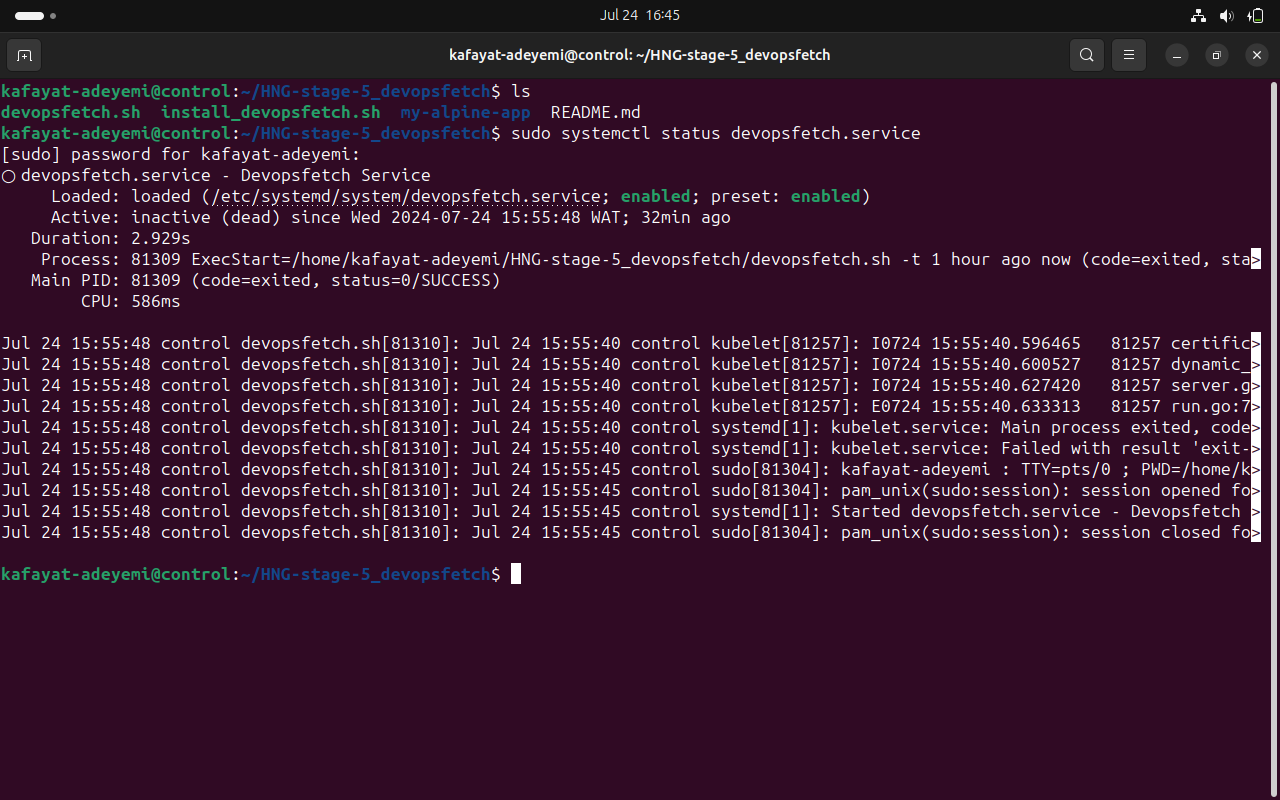 Jul 24 16:45
kafayat-adeyemi@control: ~/HNG-stage-5_devopsfetch
kafayat-adeyemi@control:~/HNG-stage-5_devopsfetch$ ls
devopsfetch.sh  install_devopsfetch.sh  my-alpine-app  README.md
kafayat-adeyemi@control:~/HNG-stage-5_devopsfetch$ sudo systemctl status devopsfetch.service
[sudo] password for kafayat-adeyemi:
○ devopsfetch.service - Devopsfetch Service
     Loaded: loaded (/etc/systemd/system/devopsfetch.service; enabled; preset: enabled)
     Active: inactive (dead) since Wed 2024-07-24 15:55:48 WAT; 32min ago
   Duration: 2.929s
    Process: 81309 ExecStart=/home/kafayat-adeyemi/HNG-stage-5_devopsfetch/devopsfetch.sh -t 1 hour ago now (code=exited, sta>
   Main PID: 81309 (code=exited, status=0/SUCCESS)
        CPU: 586ms
Jul 24 15:55:48 control devopsfetch.sh[81310]: Jul 24 15:55:40 control kubelet[81257]: I0724 15:55:40.596465   81257 certific>
Jul 24 15:55:48 control devopsfetch.sh[81310]: Jul 24 15:55:40 control kubelet[81257]: I0724 15:55:40.600527   81257 dynamic_>
Jul 24 15:55:48 control devopsfetch.sh[81310]: Jul 24 15:55:40 control kubelet[81257]: I0724 15:55:40.627420   81257 server.g>
Jul 24 15:55:48 control devopsfetch.sh[81310]: Jul 24 15:55:40 control kubelet[81257]: E0724 15:55:40.633313   81257 run.go:7>
Jul 24 15:55:48 control devopsfetch.sh[81310]: Jul 24 15:55:40 control systemd[1]: kubelet.service: Main process exited, code>
Jul 24 15:55:48 control devopsfetch.sh[81310]: Jul 24 15:55:40 control systemd[1]: kubelet.service: Failed with result 'exit->
Jul 24 15:55:48 control devopsfetch.sh[81310]: Jul 24 15:55:45 control sudo[81304]: kafayat-adeyemi : TTY=pts/0 ; PWD=/home/k>
Jul 24 15:55:48 control devopsfetch.sh[81310]: Jul 24 15:55:45 control sudo[81304]: pam_unix(sudo:session): session opened fo>
Jul 24 15:55:48 control devopsfetch.sh[81310]: Jul 24 15:55:45 control systemd[1]: Started devopsfetch.service - Devopsfetch >
Jul 24 15:55:48 control devopsfetch.sh[81310]: Jul 24 15:55:45 control sudo[81304]: pam_unix(sudo:session): session closed fo>
kafayat-adeyemi@control:~/HNG-stage-5_devopsfetch$